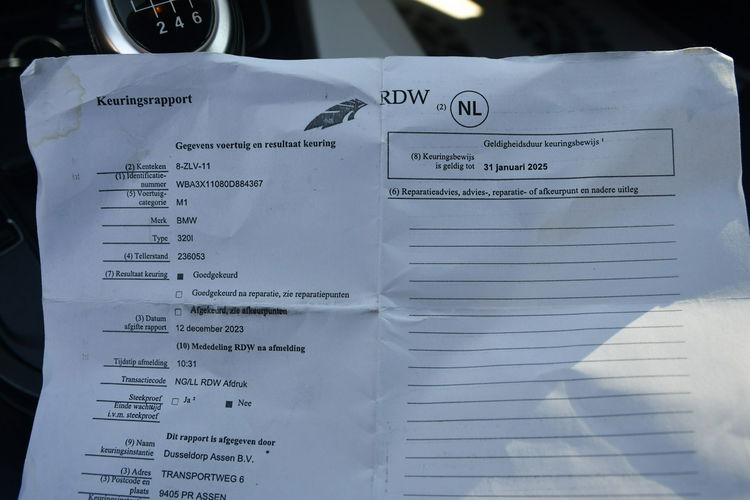 2 4 6
Keuringsrapport
RDW (2) NL
Gegevens voertuig en resultaat keuring
(2) Kenteken 8-ZLV-11
(1) Identificatie-
nummer WBA3X11080D884367
(5) Voertuig-
categorie M1
Merk BMW
Type 320I
(4) Tellerstand 236053
(7) Resultaat keuring ■ Goedgekeurd
□ Goedgekeurd na reparatie, zie reparatiepunten
□ Afgekeurd, zie afkeurpunten
(3) Datum
afgifte rapport 12 december 2023
(10) Mededeling RDW na afmelding
Tijdstip afmelding 10:31
Transactiecode NG/LL RDW Afdruk
Steekproef □ Ja ² ■ Nee
Einde wachttijd
i.v.m. steekproef
Dit rapport is afgegeven door
(9) Naam
keuringsinstantie Dusseldorp Assen B.V.
(3) Adres TRANSPORTWEG 6
(3) Postcode en
plaats 9405 PR ASSEN
Geldigheidsduur keuringsbewijs ¹
(8) Keuringsbewijs
is geldig tot 31 januari 2025
(6) Reparatieadvies, advies-, reparatie- of afkeurpunt en nadere uitleg